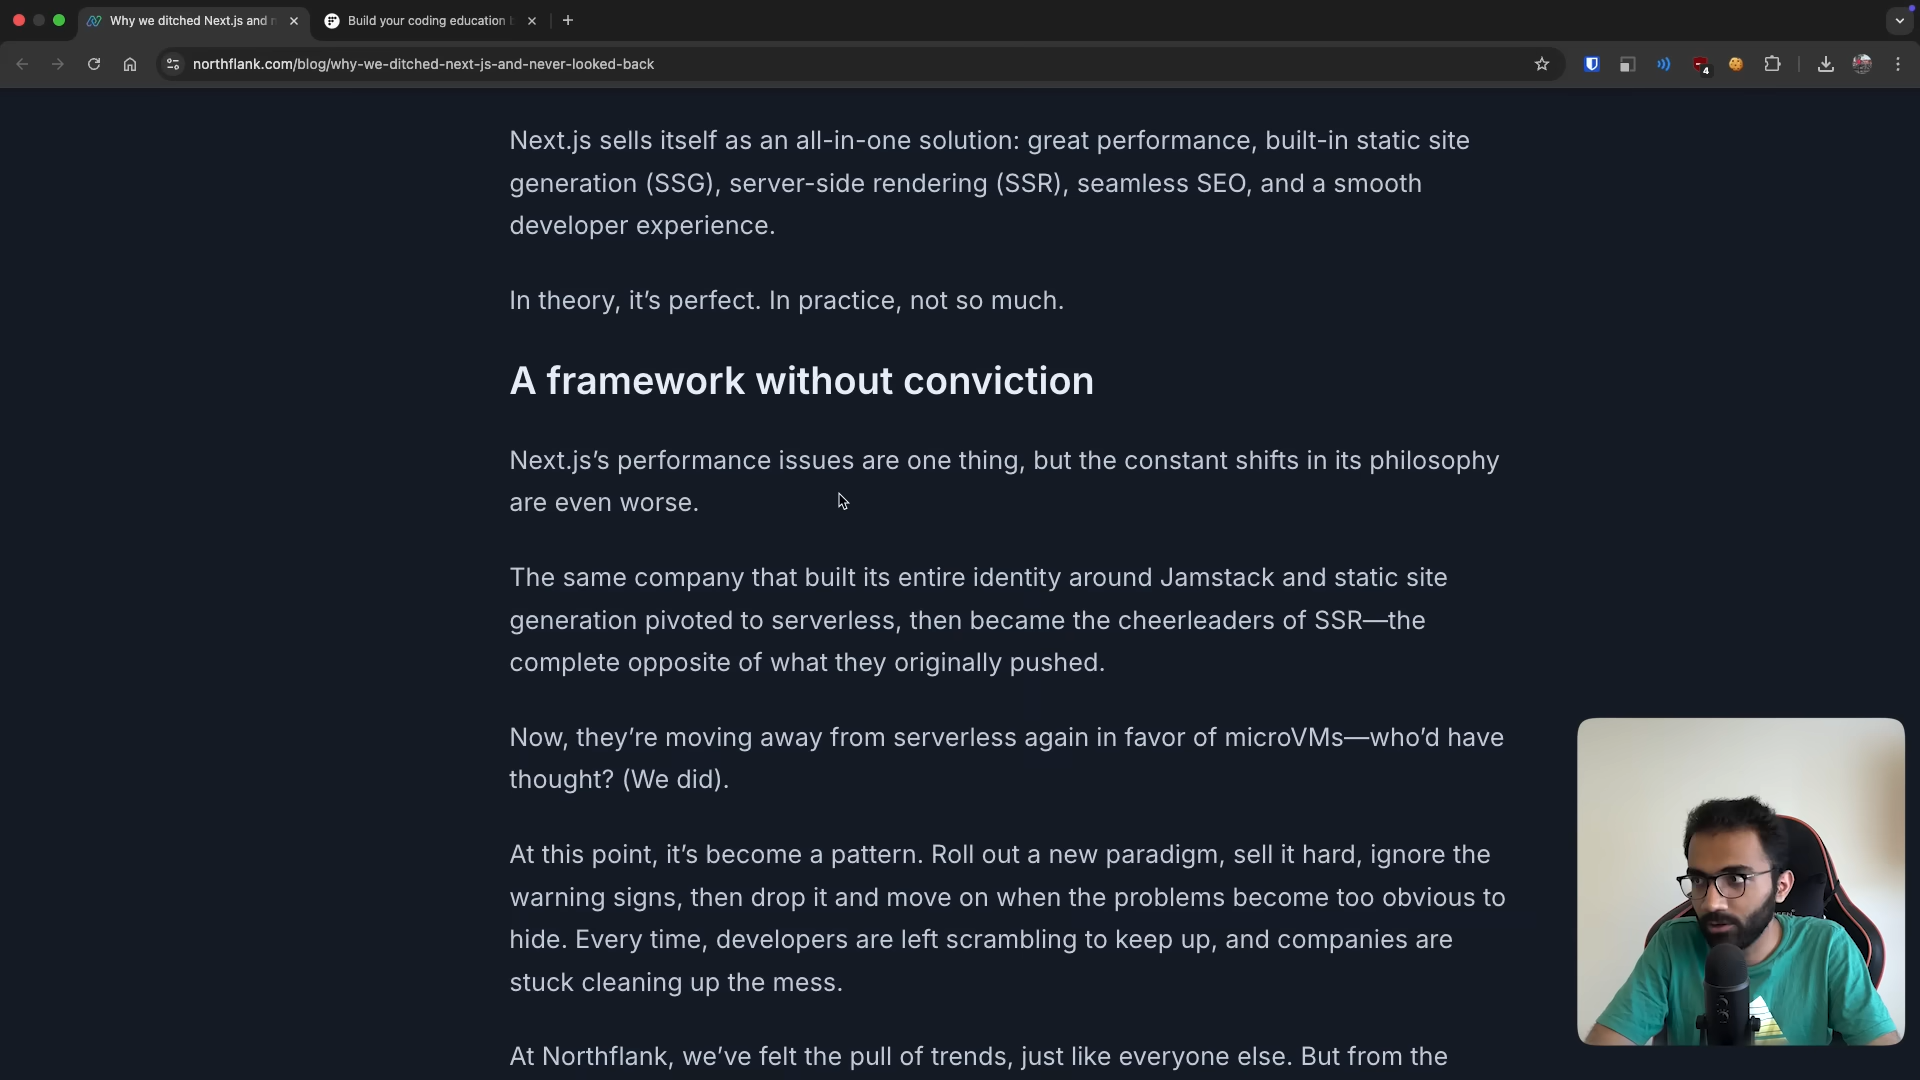 Why we ditched Next.js and n
Build your coding education b
northflank.com/blog/why-we-ditched-next-js-and-never-looked-back
4
Next.js sells itself as an all-in-one solution: great performance, built-in static site
generation (SSG), server-side rendering (SSR), seamless SEO, and a smooth
developer experience.
In theory, it’s perfect. In practice, not so much.
A framework without conviction
Next.js’s performance issues are one thing, but the constant shifts in its philosophy
are even worse.
The same company that built its entire identity around Jamstack and static site
generation pivoted to serverless, then became the cheerleaders of SSR—the
complete opposite of what they originally pushed.
Now, they’re moving away from serverless again in favor of microVMs—who’d have
thought? (We did).
At this point, it’s become a pattern. Roll out a new paradigm, sell it hard, ignore the
warning signs, then drop it and move on when the problems become too obvious to
hide. Every time, developers are left scrambling to keep up, and companies are
stuck cleaning up the mess.
At Northflank, we’ve felt the pull of trends, just like everyone else. But from the